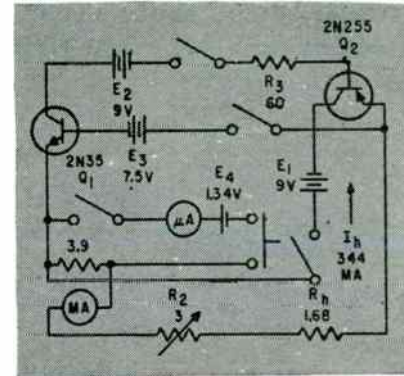 2N255
Q2
E2
9V
R3
60
2N35
Q1
E3
7.5V
E4
1.34V
E1
9V
μA
Ih
344
MA
3.9
MA
R2
3
Rh
1.68